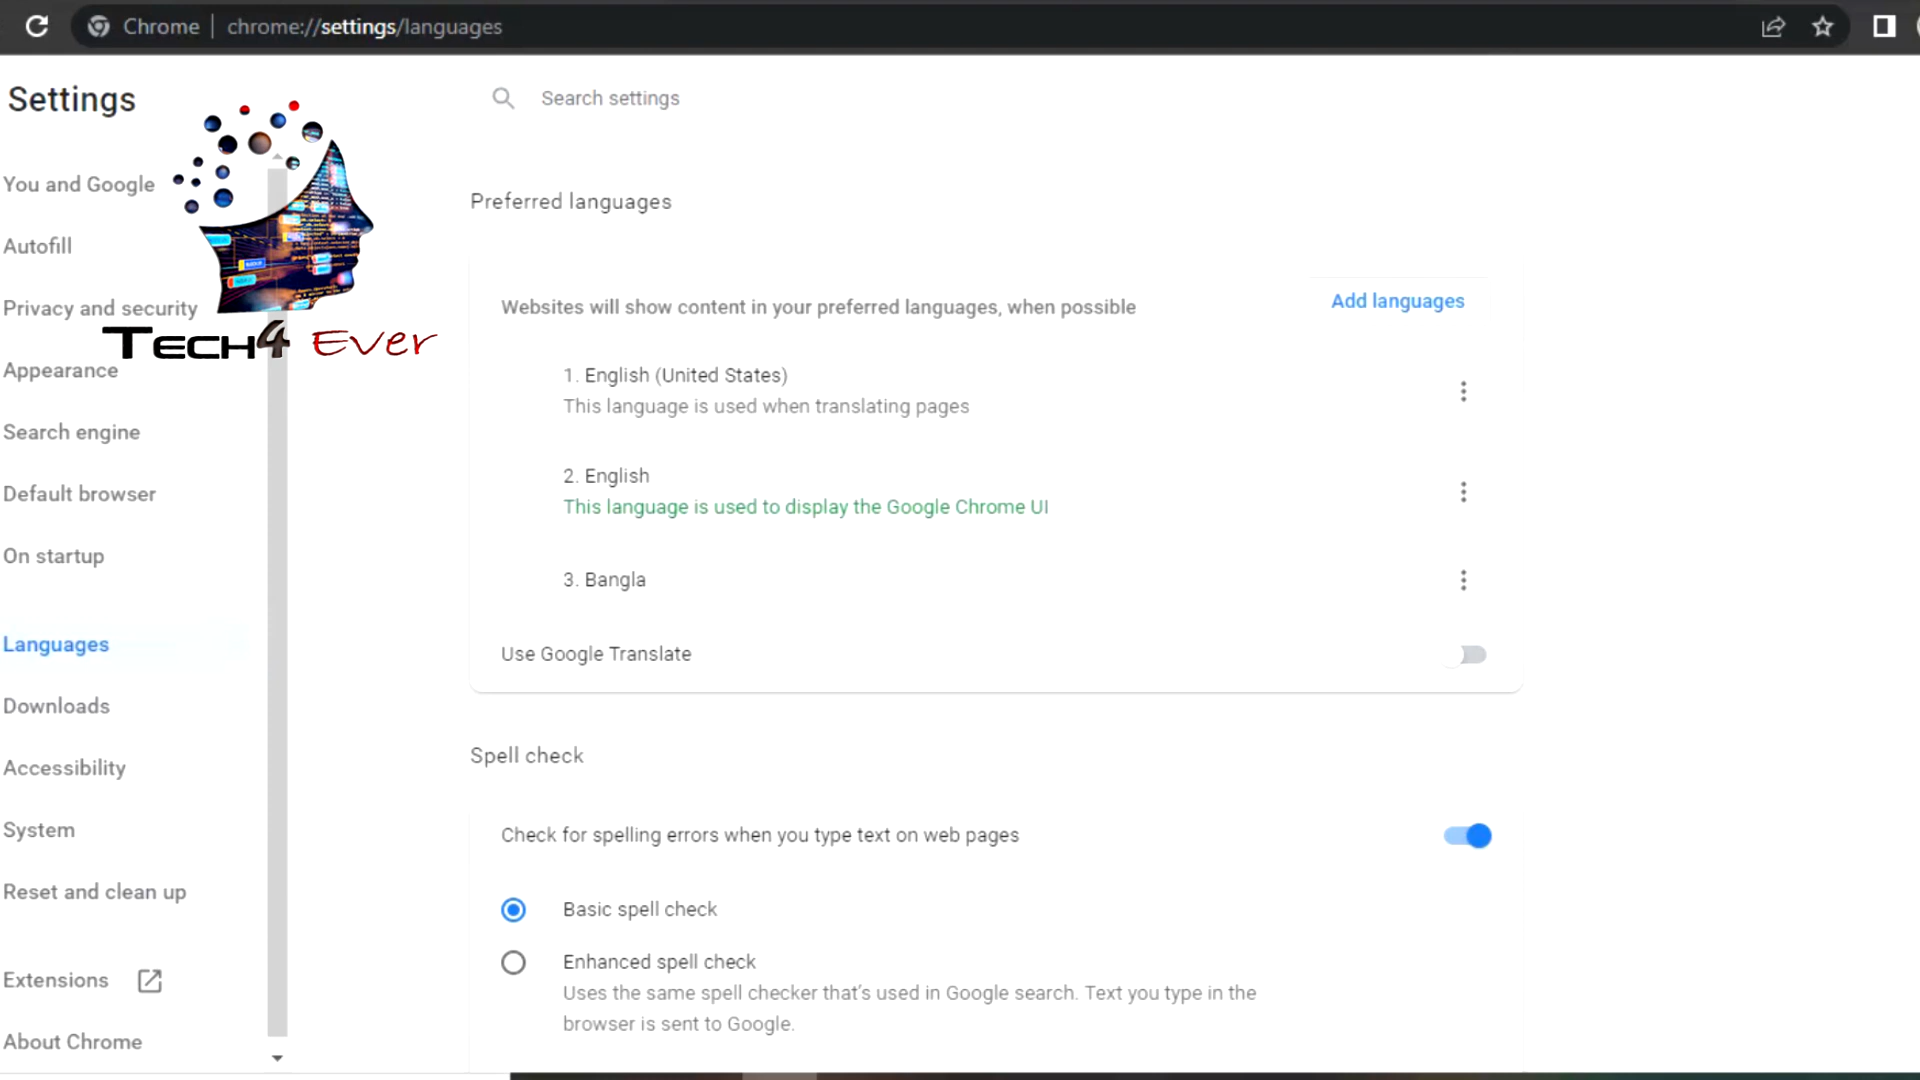 Chrome | chrome://settings/languages
Settings
Search settings
You and Google
Autofill
Privacy and security
TECH4 Ever
Appearance
Search engine
Default browser
On startup
Languages
Downloads
Accessibility
System
Reset and clean up
Extensions
About Chrome
Preferred languages
Websites will show content in your preferred languages, when possible
Add languages
1. English (United States)
This language is used when translating pages
2. English
This language is used to display the Google Chrome UI
3. Bangla
Use Google Translate
Spell check
Check for spelling errors when you type text on web pages
Basic spell check
Enhanced spell check
Uses the same spell checker that's used in Google search. Text you type in the
browser is sent to Google.